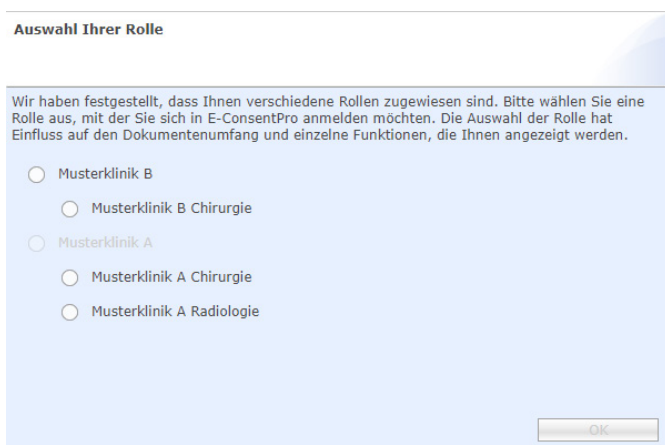 Auswahl Ihrer Rolle
Wir haben festgestellt, dass Ihnen verschiedene Rollen zugewiesen sind. Bitte wählen Sie eine
Rolle aus, mit der Sie sich in E-ConsentPro anmelden möchten. Die Auswahl der Rolle hat
Einfluss auf den Dokumentenumfang und einzelne Funktionen, die Ihnen angezeigt werden.
Musterklinik B
Musterklinik B Chirurgie
Musterklinik A
Musterklinik A Chirurgie
Musterklinik A Radiologie
OK